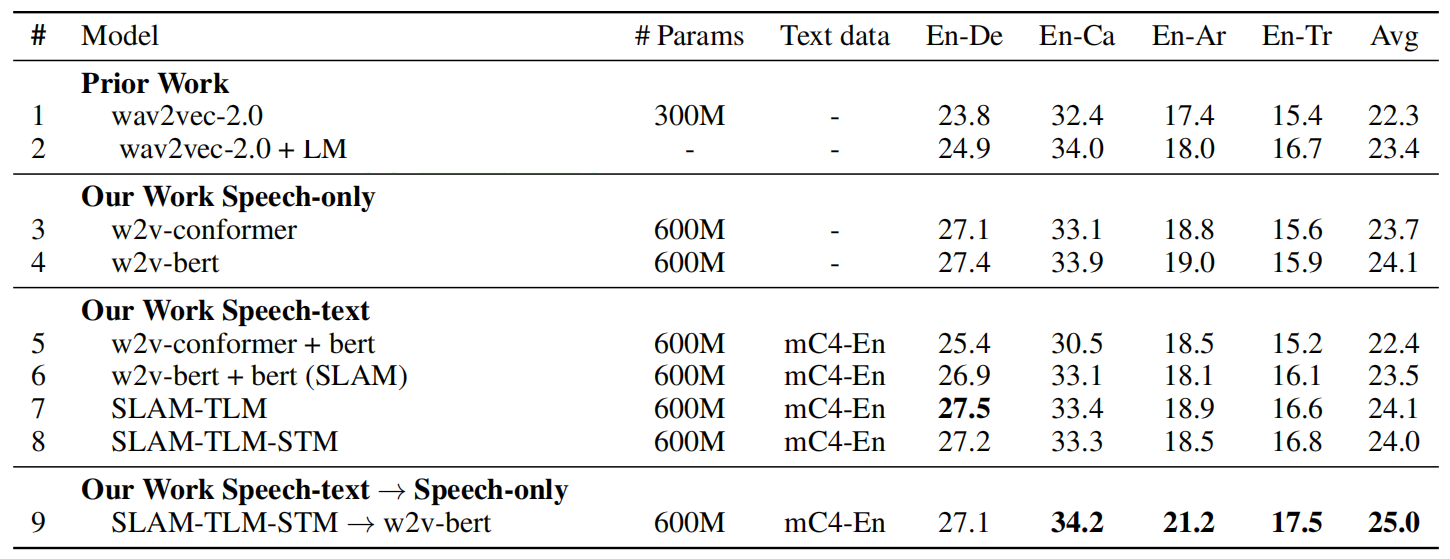 # Model # Params Text data En-De En-Ca En-Ar En-Tr Avg
Prior Work
1 wav2vec-2.0 300M - 23.8 32.4 17.4 15.4 22.3
2 wav2vec-2.0 + LM - - 24.9 34.0 18.0 16.7 23.4
Our Work Speech-only
3 w2v-conformer 600M - 27.1 33.1 18.8 15.6 23.7
4 w2v-bert 600M - 27.4 33.9 19.0 15.9 24.1
Our Work Speech-text
5 w2v-conformer + bert 600M mC4-En 25.4 30.5 18.5 15.2 22.4
6 w2v-bert + bert (SLAM) 600M mC4-En 26.9 33.1 18.1 16.1 23.5
7 SLAM-TLM 600M mC4-En 27.5 33.4 18.9 16.6 24.1
8 SLAM-TLM-STM 600M mC4-En 27.2 33.3 18.5 16.8 24.0
Our Work Speech-text → Speech-only
9 SLAM-TLM-STM → w2v-bert 600M mC4-En 27.1 34.2 21.2 17.5 25.0